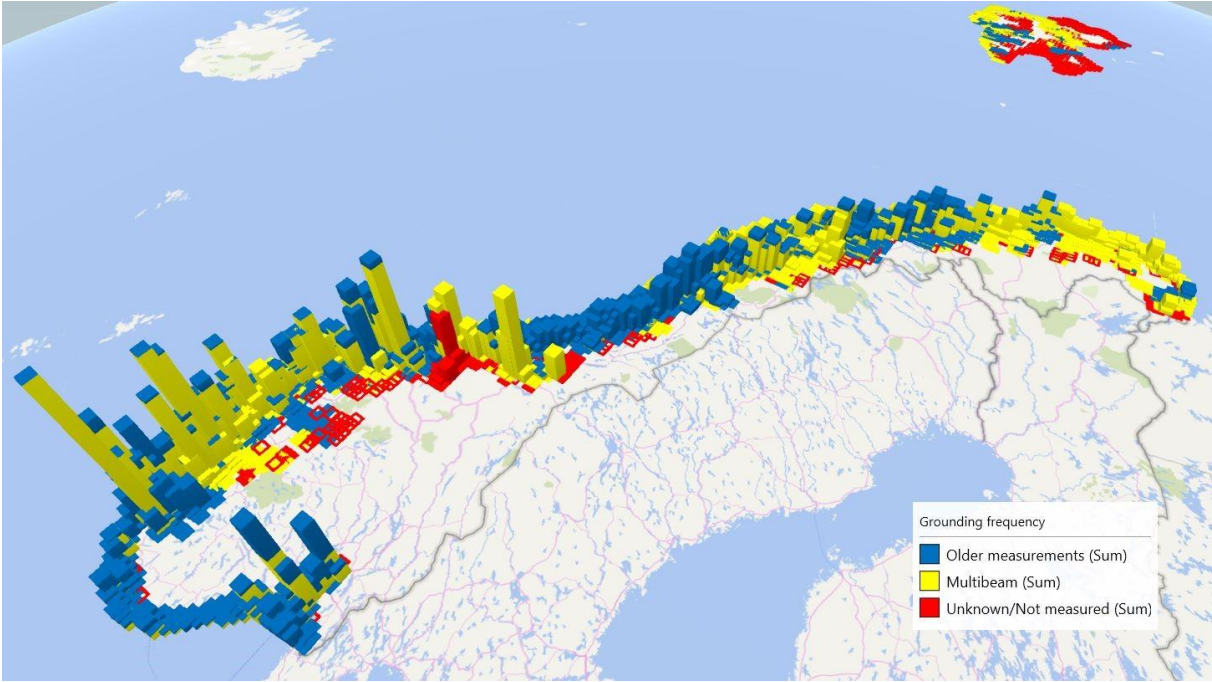 Grounding frequency
Older measurements (Sum)
Multibeam (Sum)
Unknown/Not measured (Sum)